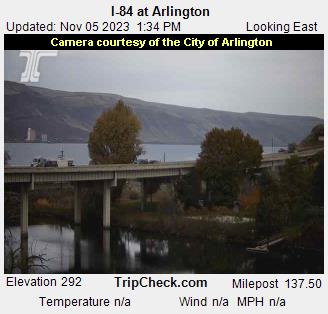 I-84 at Arlington
Updated: Nov 05 2023 1:34 PM Looking East
Camera courtesy of the City of Arlington
Elevation 292 TripCheck.com Milepost 137.50
Temperature n/a Wind n/a MPH n/a